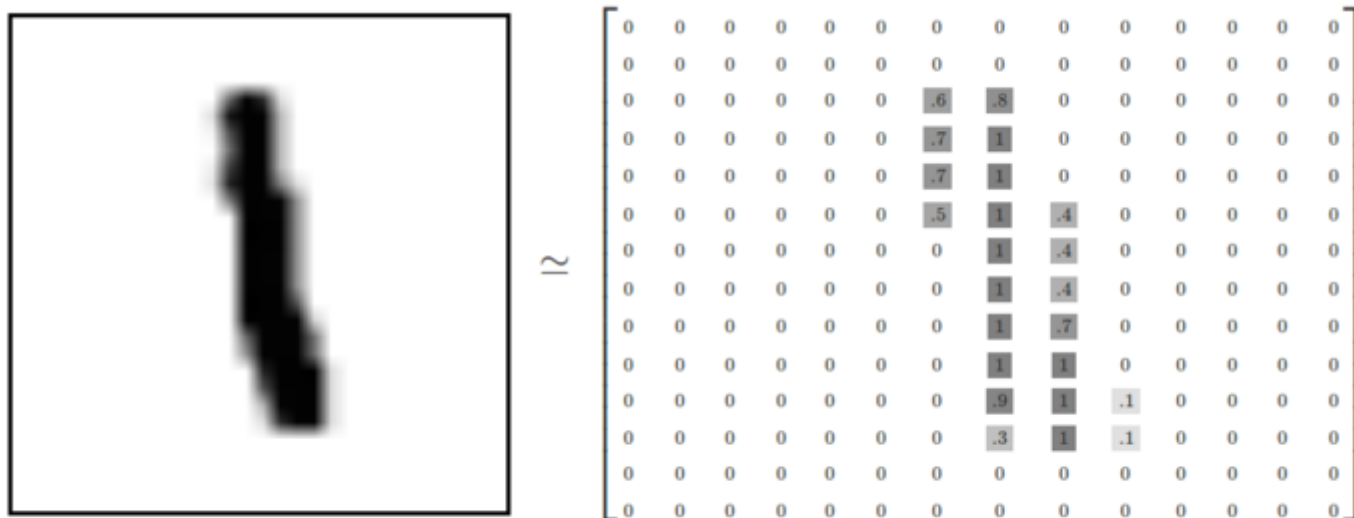 0 0 0 0 0 0 0 0 0 0 0 0 0 0
0 0 0 0 0 0 0 0 0 0 0 0 0 0
0 0 0 0 0 0 .6 .8 0 0 0 0 0 0
0 0 0 0 0 0 .7 1 0 0 0 0 0 0
0 0 0 0 0 0 .7 1 0 0 0 0 0 0
0 0 0 0 0 0 .5 1 .4 0 0 0 0 0
≃ 0 0 0 0 0 0 0 1 .4 0 0 0 0 0
0 0 0 0 0 0 0 1 .4 0 0 0 0 0
0 0 0 0 0 0 0 1 .7 0 0 0 0 0
0 0 0 0 0 0 0 1 1 0 0 0 0 0
0 0 0 0 0 0 0 .9 1 .1 0 0 0 0
0 0 0 0 0 0 0 .3 1 .1 0 0 0 0
0 0 0 0 0 0 0 0 0 0 0 0 0 0
0 0 0 0 0 0 0 0 0 0 0 0 0 0